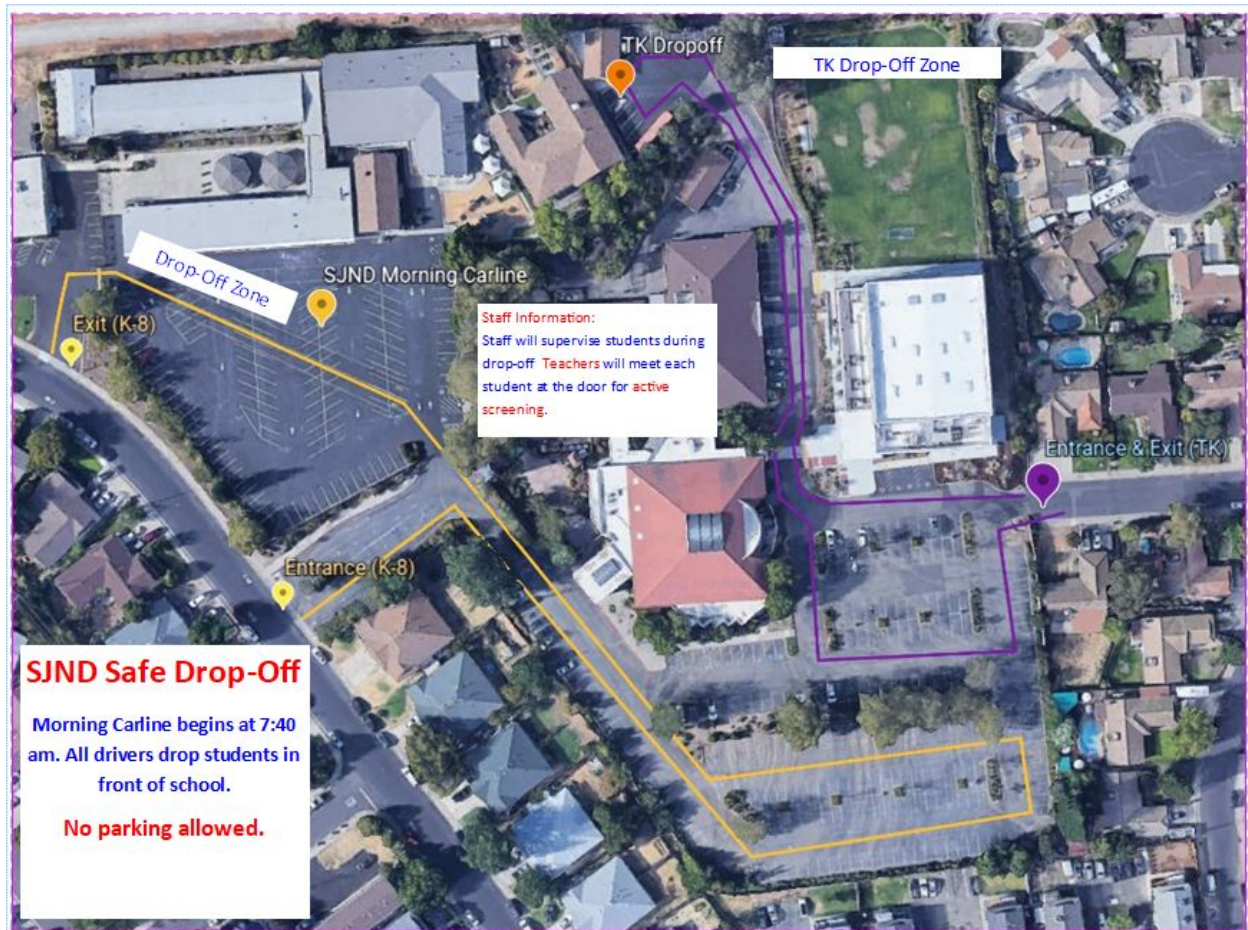 TK Dropoff
TK Drop-Off Zone
Drop-Off Zone
SJND Morning Carline
Exit (K-8)
Staff Information:
Staff will supervise students during
drop-off  Teachers will meet each
student at the door for active
screening.
Entrance & Exit (TK)
Entrance (K-8)
SJND Safe Drop-Off
Morning Carline begins at 7:40
am. All drivers drop students in
front of school.
No parking allowed.